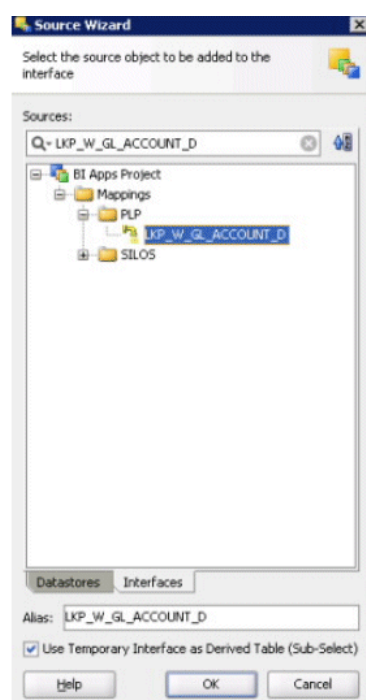 Source Wizard
Select the source object to be added to the
interface
Sources:
LKP_W_GL_ACCOUNT_D
BI Apps Project
Mappings
PLP
LKP_W_GL_ACCOUNT_D
SILOS
Datastores Interfaces
Alias: LKP_W_GL_ACCOUNT_D
Use Temporary Interface as Derived Table (Sub-Select)
Help OK Cancel